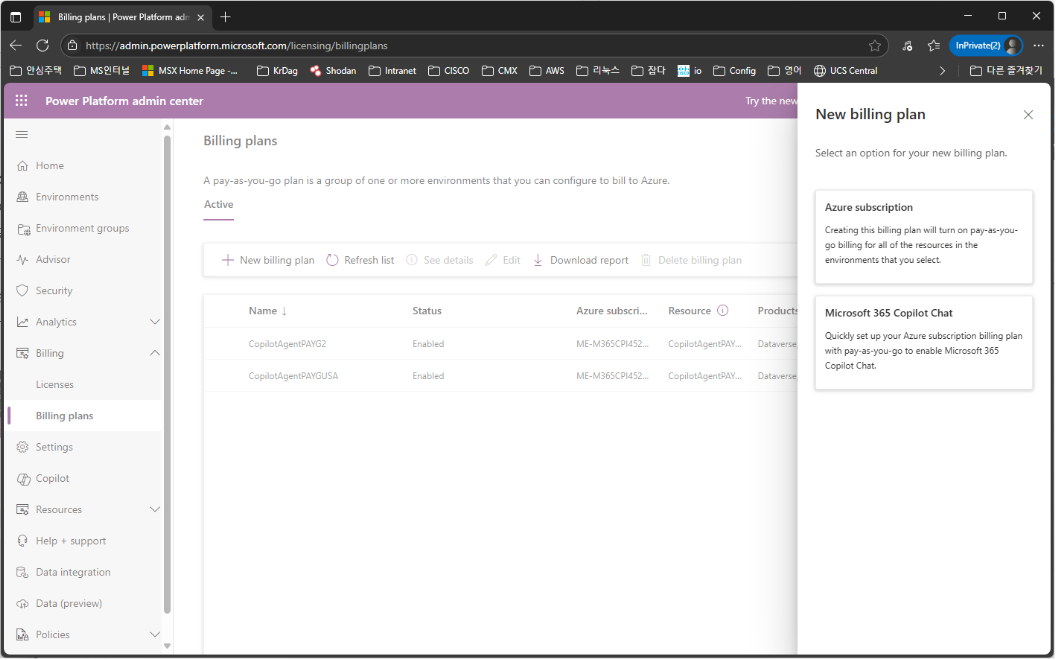 Billing plans | Power Platform adm
https://admin.powerplatform.microsoft.com/licensing/billingplans
InPrivate(2)
안심주택
MS인터널
MSX Home Page -...
KrDag
Shodan
Intranet
CISCO
CMX
AWS
리눅스
잡다
io
Config
영어
UCS Central
다른 즐겨찾기
Power Platform admin center
Try the new
Home
Environments
Environment groups
Advisor
Security
Analytics
Billing
Licenses
Billing plans
Settings
Copilot
Resources
Help + support
Data integration
Data (preview)
Policies
Billing plans
A pay-as-you-go plan is a group of one or more environments that you can configure to bill to Azure.
Active
New billing plan
Refresh list
See details
Edit
Download report
Delete billing plan
Name ↓ Status Azure subscri... Resource Products
CopilotAgentPAYG2 Enabled ME-M365CPI452... CopilotAgentPAY... Dataverse
CopilotAgentPAYGUSA Enabled ME-M365CPI452... CopilotAgentPAY... Dataverse
New billing plan
Select an option for your new billing plan.
Azure subscription
Creating this billing plan will turn on pay-as-you-
go billing for all of the resources in the
environments that you select.
Microsoft 365 Copilot Chat
Quickly set up your Azure subscription billing plan
with pay-as-you-go to enable Microsoft 365
Copilot Chat.